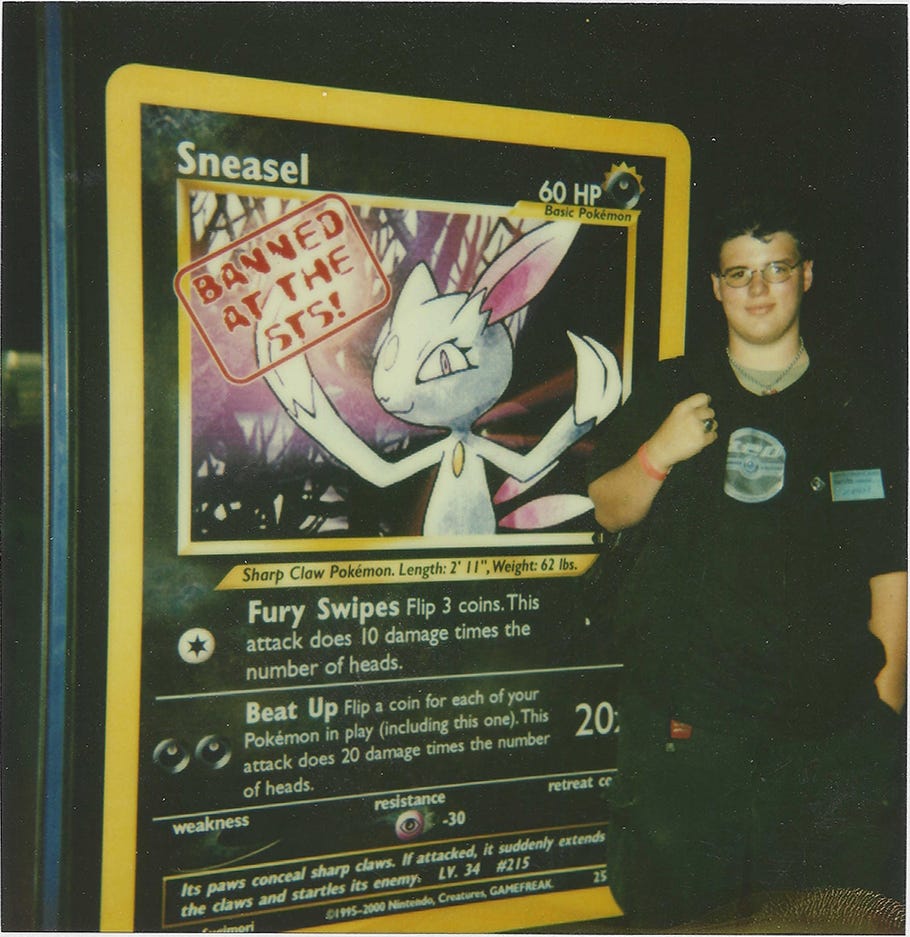 Sneasel
60 HP
Basic Pokémon
BANNED
AT THE
STS!
Sharp Claw Pokémon. Length: 2' 11", Weight: 62 lbs.
Fury Swipes Flip 3 coins. This
attack does 10 damage times the
number of heads.
Beat Up Flip a coin for each of your
Pokémon in play (including this one). This
attack does 20 damage times the number
of heads.
20
weakness
resistance
-30
retreat co
Its paws conceal sharp claws. If attacked, it suddenly extends
the claws and startles its enemy. LV. 34 #215
©1995-2000 Nintendo, Creatures, GAMEFREAK.
25